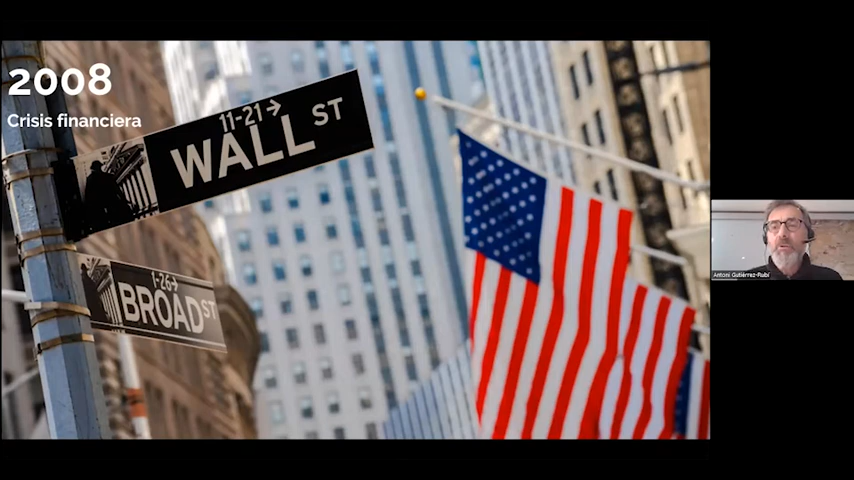 2008
Crisis financiera
11-21→
WALL ST
1-26→
BROAD ST
Antoni Gutiérrez-Rubí